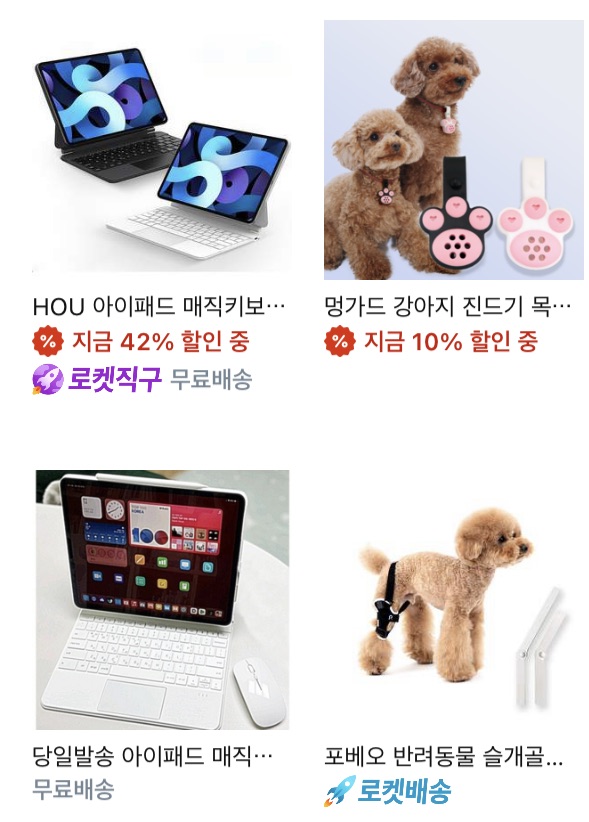 HOU 아이패드 매직키보…
지금 42% 할인 중
로켓직구 무료배송
멍가드 강아지 진드기 목…
지금 10% 할인 중
당일발송 아이패드 매직…
무료배송
포베오 반려동물 슬개골...
로켓배송